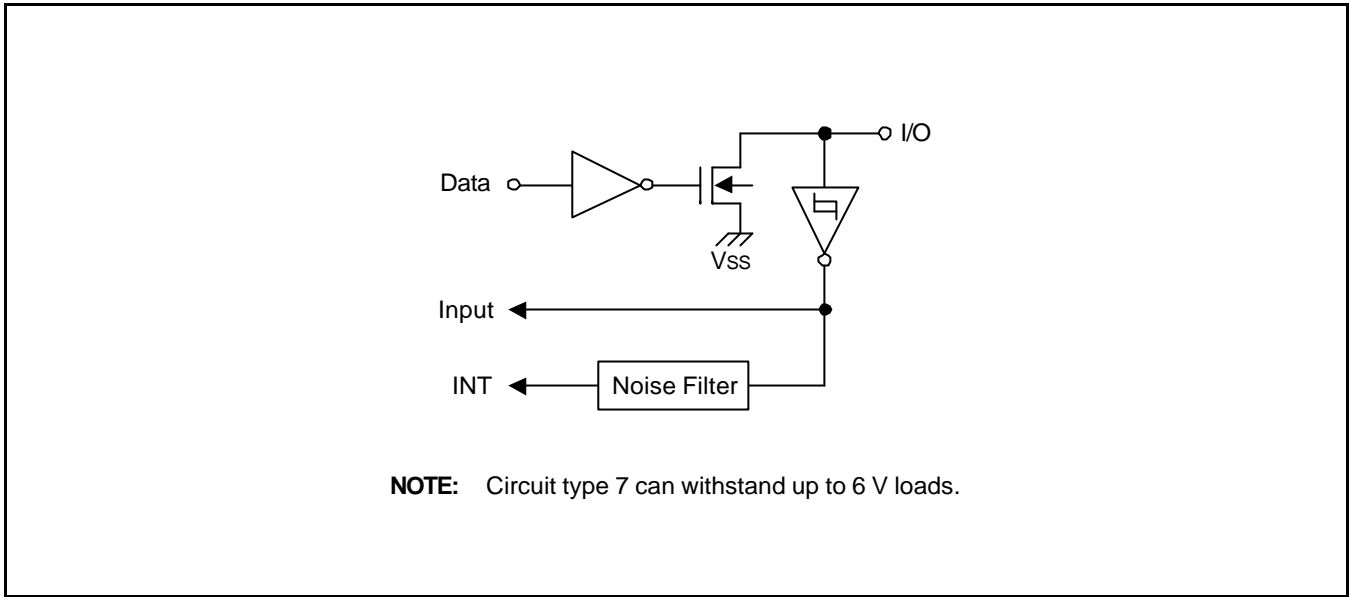 I/O
Data
VSS
Input
INT
Noise Filter
NOTE: Circuit type 7 can withstand up to 6 V loads.